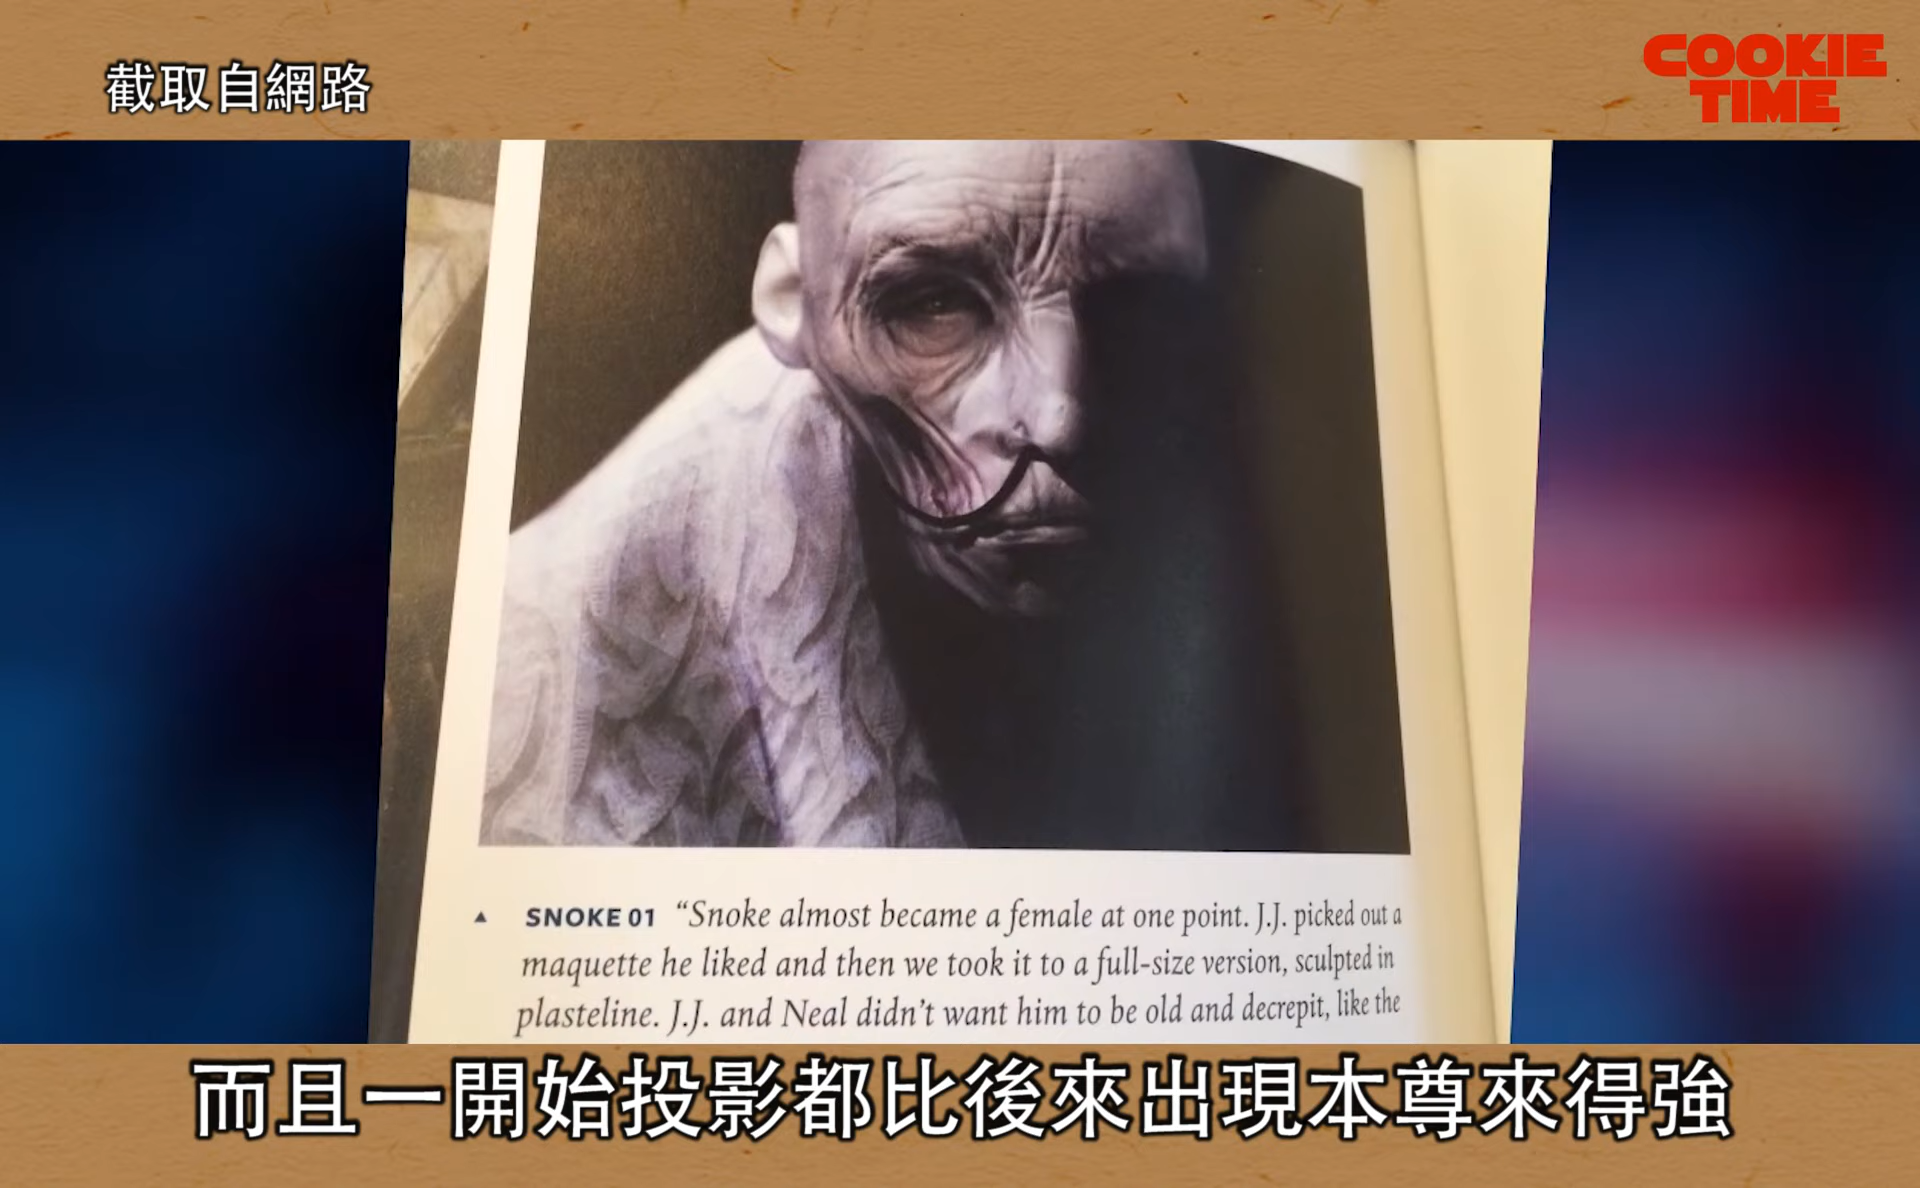 截取自網路
COOKIE
TIME
▲ SNOKE 01 “Snoke almost became a female at one point. J.J. picked out a
maquette he liked and then we took it to a full-size version, sculpted in
plasteline. J.J. and Neal didn’t want him to be old and decrepit, like the
而且一開始投影都比後來出現本尊來得強